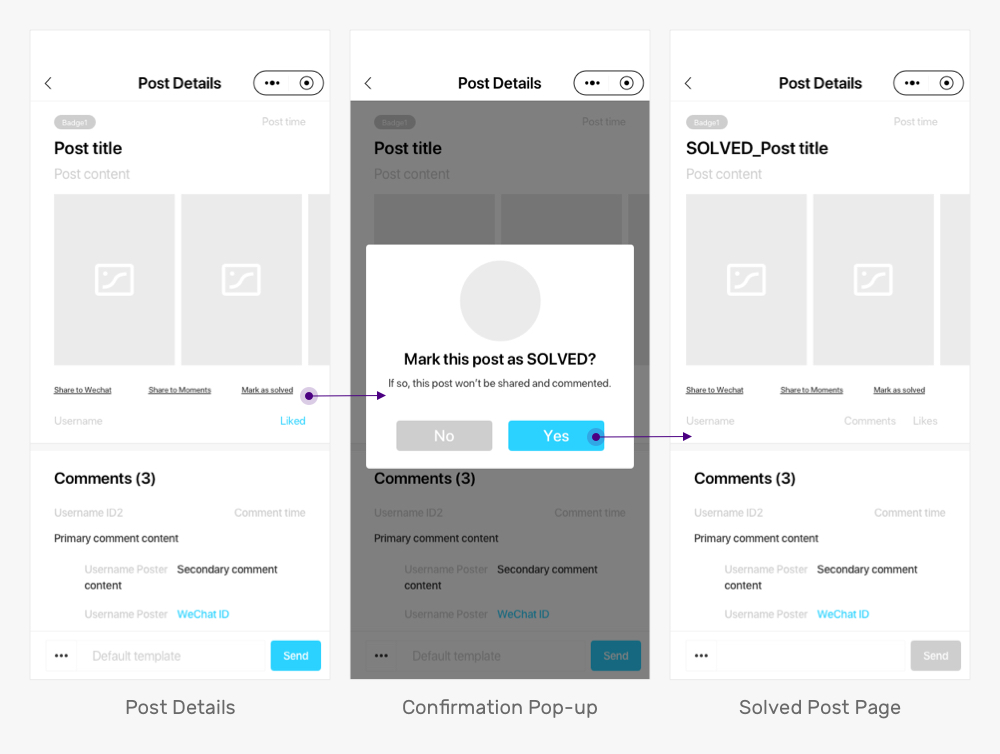 Post Details
Badge1
Post time
Post title
Post content
Share to Wechat
Share to Moments
Mark as solved
Username
Liked
Comments (3)
Username ID2
Comment time
Primary comment content
Username Poster Secondary comment
content
Username Poster WeChat ID
Default template
Send
Post Details
Post Details
Badge1
Post time
Post title
Post content
Mark this post as SOLVED?
If so, this post won't be shared and commented.
No
Yes
Comments (3)
Username ID2
Comment time
Primary comment content
Username Poster Secondary comment
content
Username Poster WeChat ID
Default template
Send
Confirmation Pop-up
Post Details
Badge1
Post time
SOLVED_Post title
Post content
Share to Wechat
Share to Moments
Mark as solved
Username
Comments
Likes
Comments (3)
Username ID2
Comment time
Primary comment content
Username Poster Secondary comment
content
Username Poster WeChat ID
Send
Solved Post Page